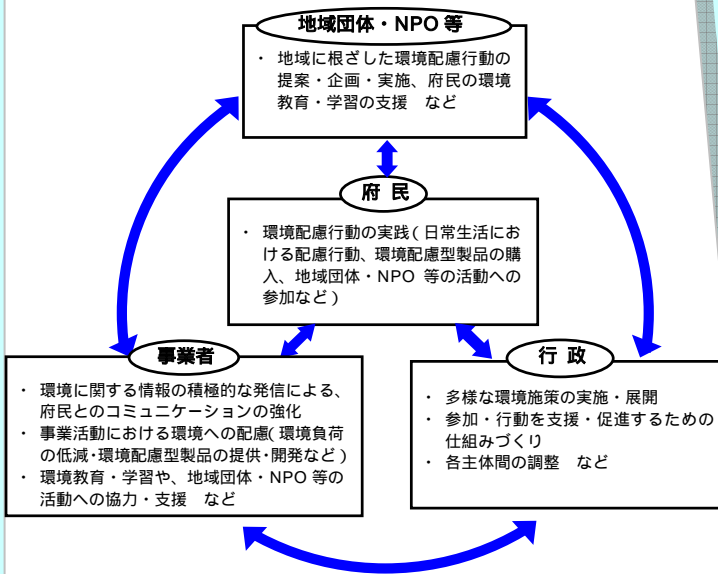 地域団体・NPO 等
・ 地域に根ざした環境配慮行動の
提案・企画・実施、府民の環境
教育・学習の支援　など
府 民
・ 環境配慮行動の実践(日常生活にお
ける配慮行動、環境配慮型製品の購
入、地域団体・NPO 等の活動への
参加など)
事業者
・ 環境に関する情報の積極的な発信による、
府民とのコミュニケーションの強化
・ 事業活動における環境への配慮(環境負荷
の低減・環境配慮型製品の提供・開発など)
・ 環境教育・学習や、地域団体・NPO 等の
活動への協力・支援　など
行 政
・ 多様な環境施策の実施・展開
・ 参加・行動を支援・促進するための
仕組みづくり
・ 各主体間の調整　など